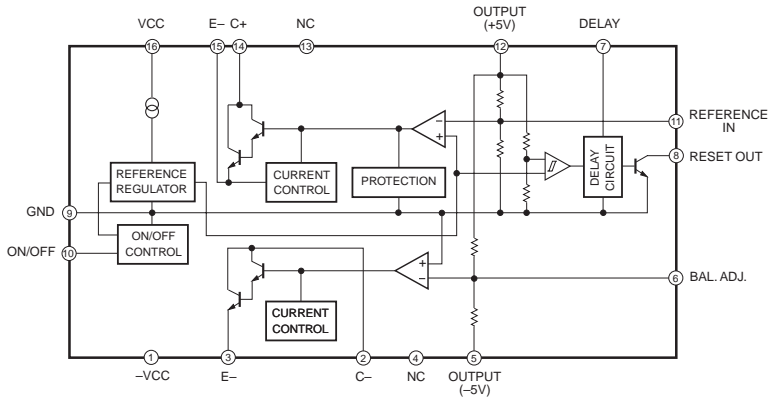 VCC
E– C+
NC
OUTPUT
(+5V)
DELAY
16
15
14
13
12
7
11
REFERENCE
IN
8
RESET OUT
–
+
REFERENCE
REGULATOR
CURRENT
CONTROL
PROTECTION
DELAY
CIRCUIT
GND
9
ON/OFF
10
ON/OFF
CONTROL
+
–
6
BAL. ADJ.
CURRENT
CONTROL
1
3
2
4
5
–VCC
E–
C–
NC
OUTPUT
(–5V)